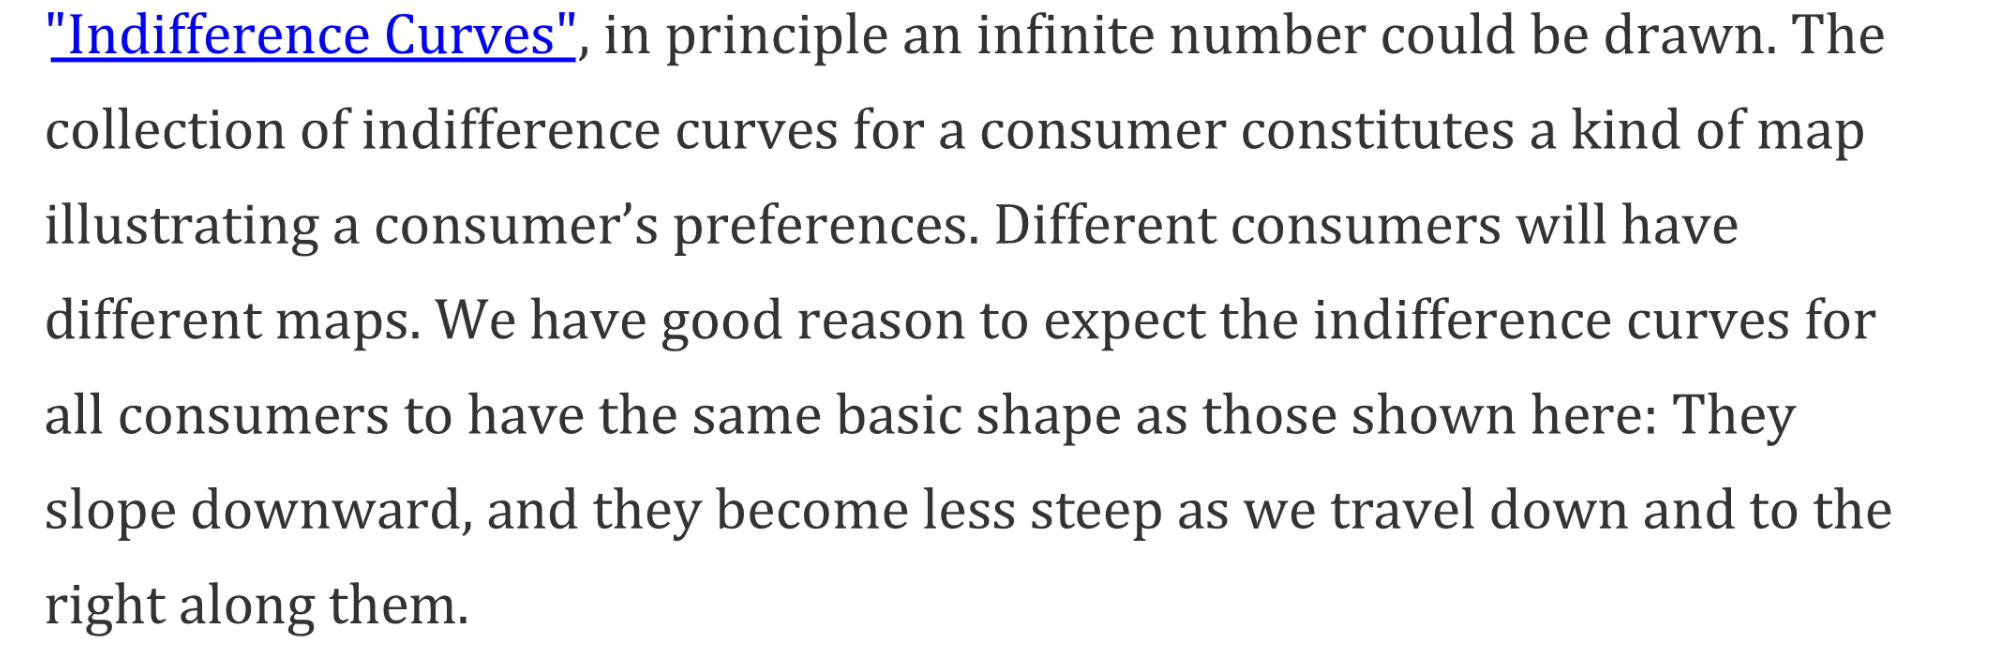 "Indifference Curves", in principle an infinite number could be drawn. The
collection of indifference curves for a consumer constitutes a kind of map
illustrating a consumer’s preferences. Different consumers will have
different maps. We have good reason to expect the indifference curves for
all consumers to have the same basic shape as those shown here: They
slope downward, and they become less steep as we travel down and to the
right along them.